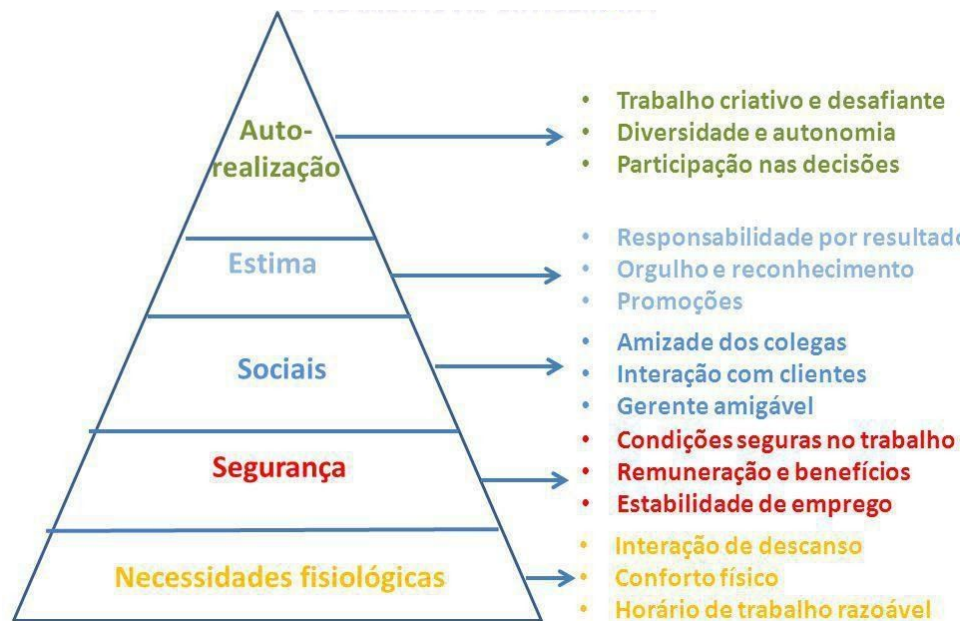 Auto-
realização
• Trabalho criativo e desafiante
• Diversidade e autonomia
• Participação nas decisões
Estima
• Responsabilidade por resultado
• Orgulho e reconhecimento
• Promoções
Sociais
• Amizade dos colegas
• Interação com clientes
• Gerente amigável
Segurança
• Condições seguras no trabalho
• Remuneração e benefícios
• Estabilidade de emprego
Necessidades fisiológicas
• Interação de descanso
• Conforto físico
• Horário de trabalho razoável